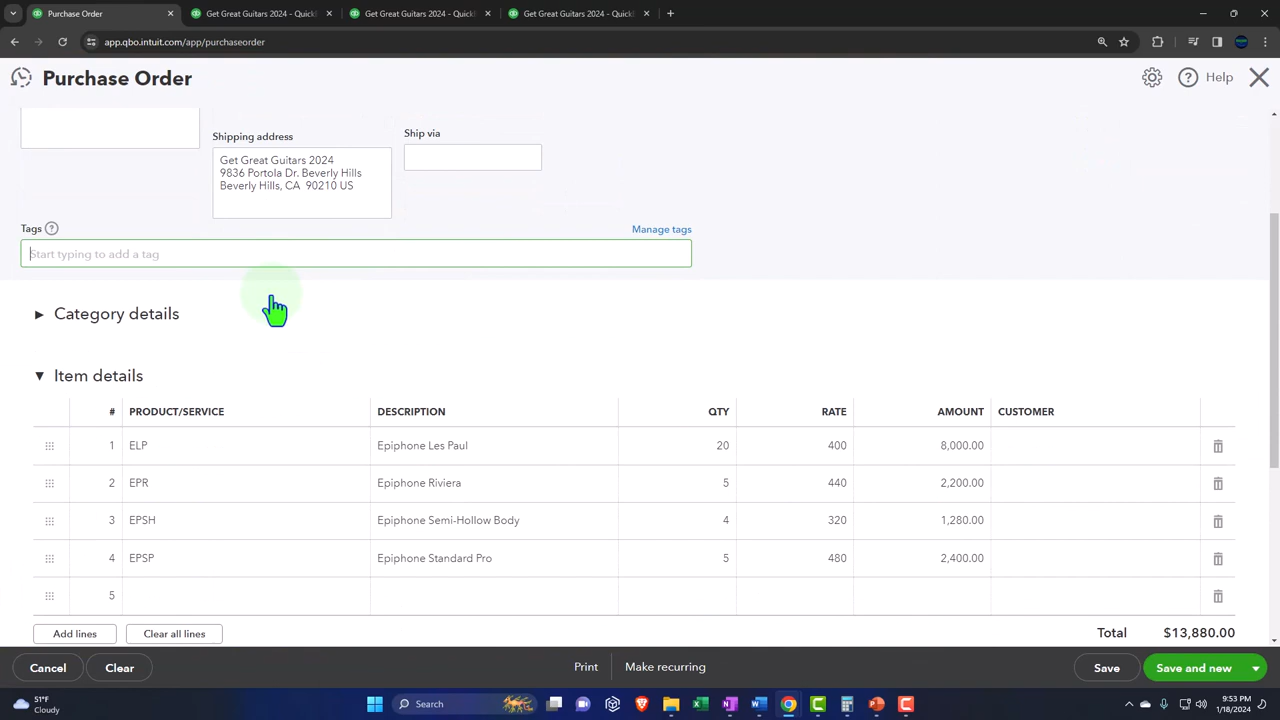 Purchase Order
Get Great Guitars 2024 - Quick
Get Great Guitars 2024 - Quick
Get Great Guitars 2024 - Quick
app.qbo.intuit.com/app/purchaseorder
Purchase Order
Help
Shipping address
Ship via
Get Great Guitars 2024
9836 Portola Dr. Beverly Hills
Beverly Hills, CA 90210 US
Tags
Manage tags
Start typing to add a tag
Category details
Item details
# PRODUCT/SERVICE DESCRIPTION QTY RATE AMOUNT CUSTOMER
1 ELP Epiphone Les Paul 20 400 8,000.00
2 EPR Epiphone Riviera 5 440 2,200.00
3 EPSH Epiphone Semi-Hollow Body 4 320 1,280.00
4 EPSP Epiphone Standard Pro 5 480 2,400.00
5
Add lines Clear all lines Total $13,880.00
Cancel Clear Print Make recurring Save Save and new
51°F
Cloudy
Search
9:53 PM
1/18/2024